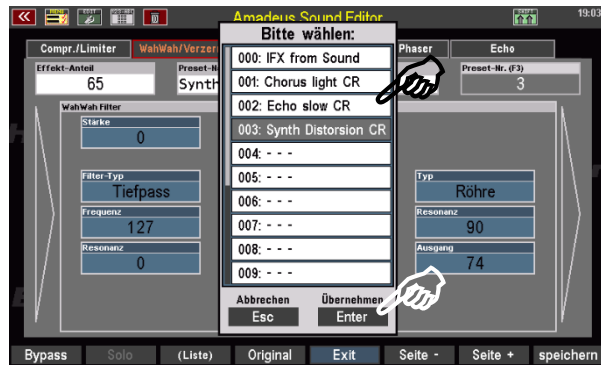 Amadeus Sound Editor
19:03
Bitte wählen:
Compr./Limiter
WahWah/Verzer
Phaser
Echo
Effekt-Anteil
65
Synth
Preset-Nr. (F3)
3
000: IFX from Sound
001: Chorus light CR
002: Echo slow CR
003: Synth Distorsion CR
004: - - -
005: - - -
006: - - -
007: - - -
008: - - -
009: - - -
WahWah Filter
Stärke
0
Filter-Typ
Tiefpass
Frequenz
127
Resonanz
0
Typ
Röhre
Resonanz
90
Ausgang
74
Abbrechen
Esc
Übernehmen
Enter
Bypass
Solo
(Liste)
Original
Exit
Seite -
Seite +
speichern